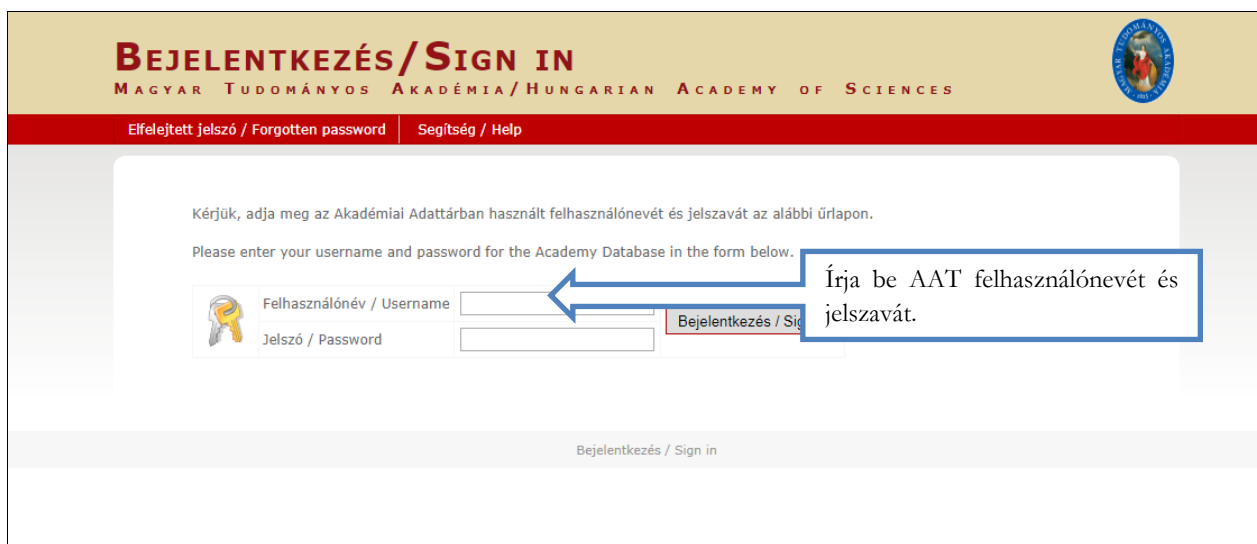 BEJELENTKEZÉS/SIGN IN
MAGYAR TUDOMÁNYOS AKADÉMIA/HUNGARIAN ACADEMY OF SCIENCES
MAGYAR TUDOMÁNYOS AKADÉMIA
Elfelejtett jelszó / Forgotten password
Segítség / Help
Kérjük, adja meg az Akadémiai Adattárban használt felhasználónevét és jelszavát az alábbi űrlapon.
Please enter your username and password for the Academy Database in the form below.
Írja be AAT felhasználónevét és
jelszavát.
Felhasználónév / Username
Bejelentkezés /
Jelszó / Password
Bejelentkezés / Sign in